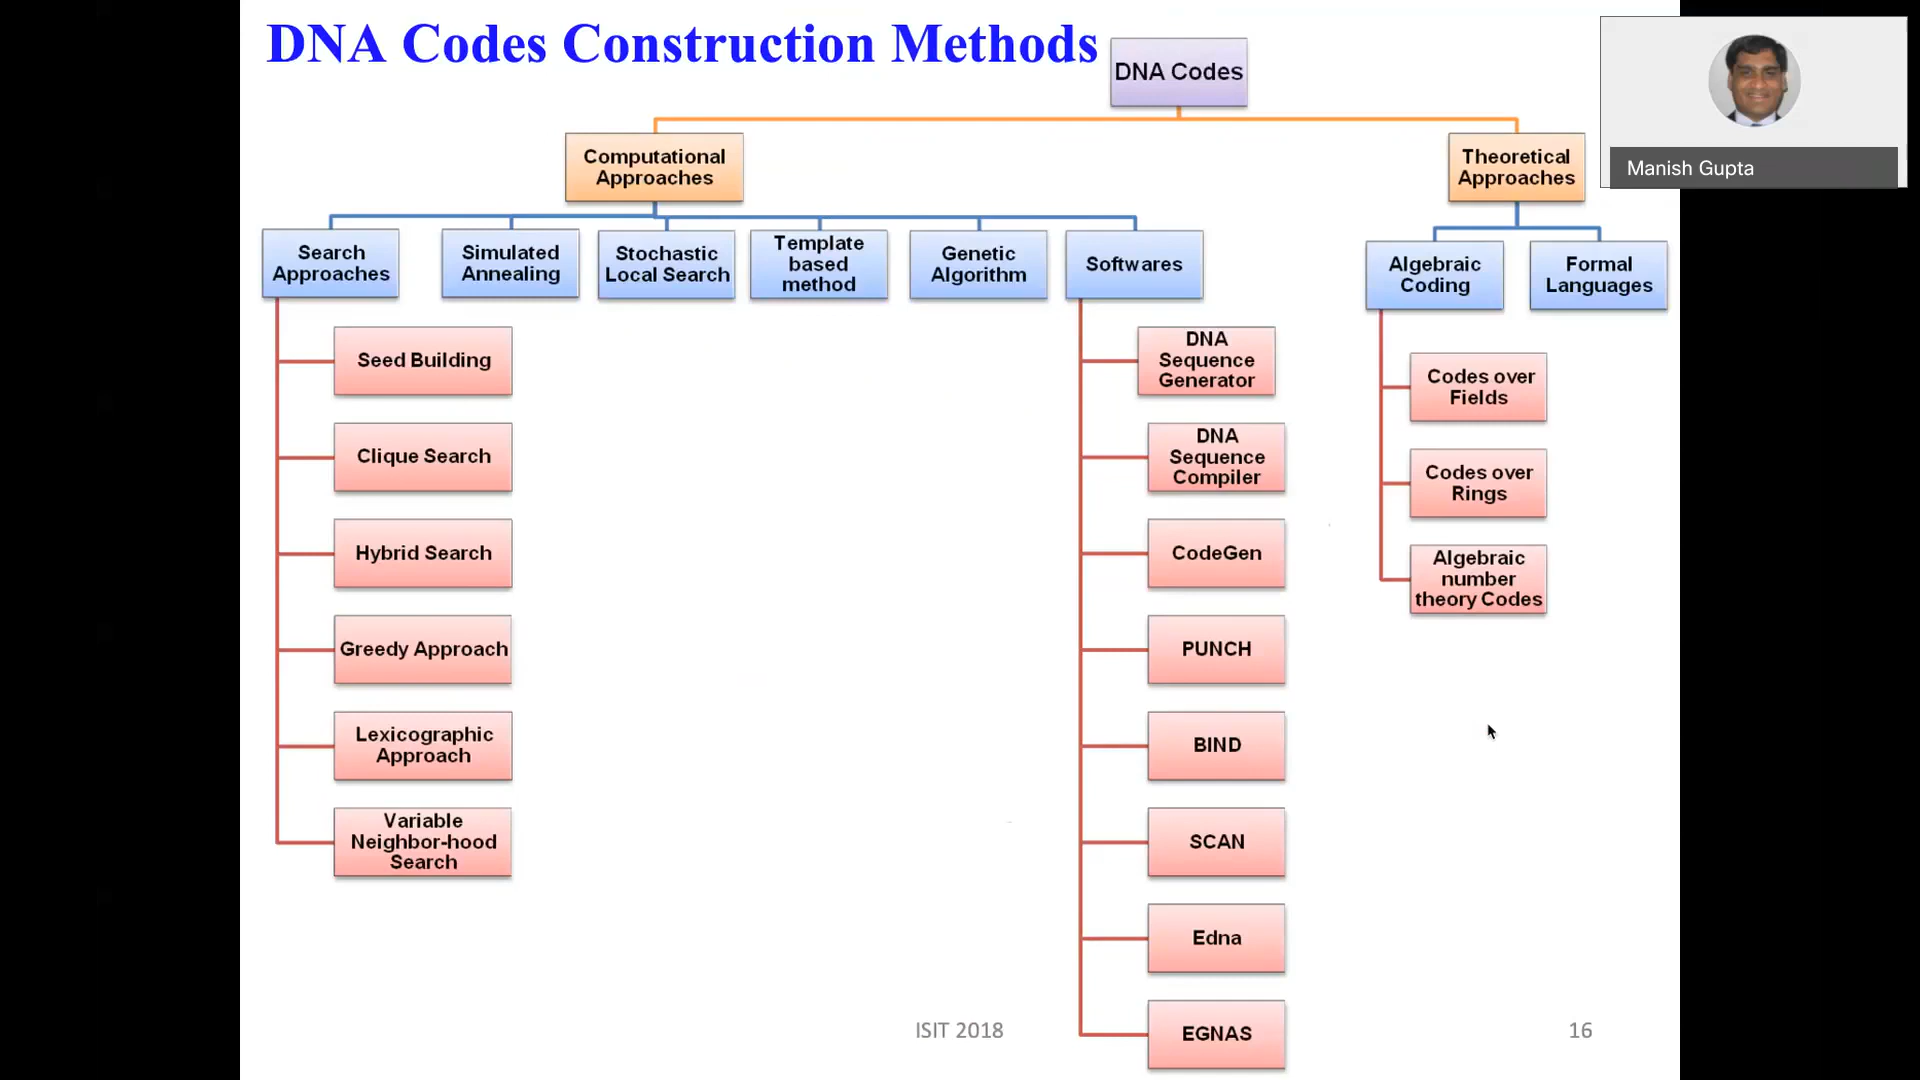 DNA Codes Construction Methods
DNA Codes
Manish Gupta
Computational
Approaches
Theoretical
Approaches
Search
Approaches
Simulated
Annealing
Stochastic
Local Search
Template
based
method
Genetic
Algorithm
Softwares
Algebraic
Coding
Formal
Languages
Seed Building
Clique Search
Hybrid Search
Greedy Approach
Lexicographic
Approach
Variable
Neighbor-hood
Search
DNA
Sequence
Generator
DNA
Sequence
Compiler
CodeGen
PUNCH
BIND
SCAN
Edna
EGNAS
Codes over
Fields
Codes over
Rings
Algebraic
number
theory Codes
ISIT 2018
16